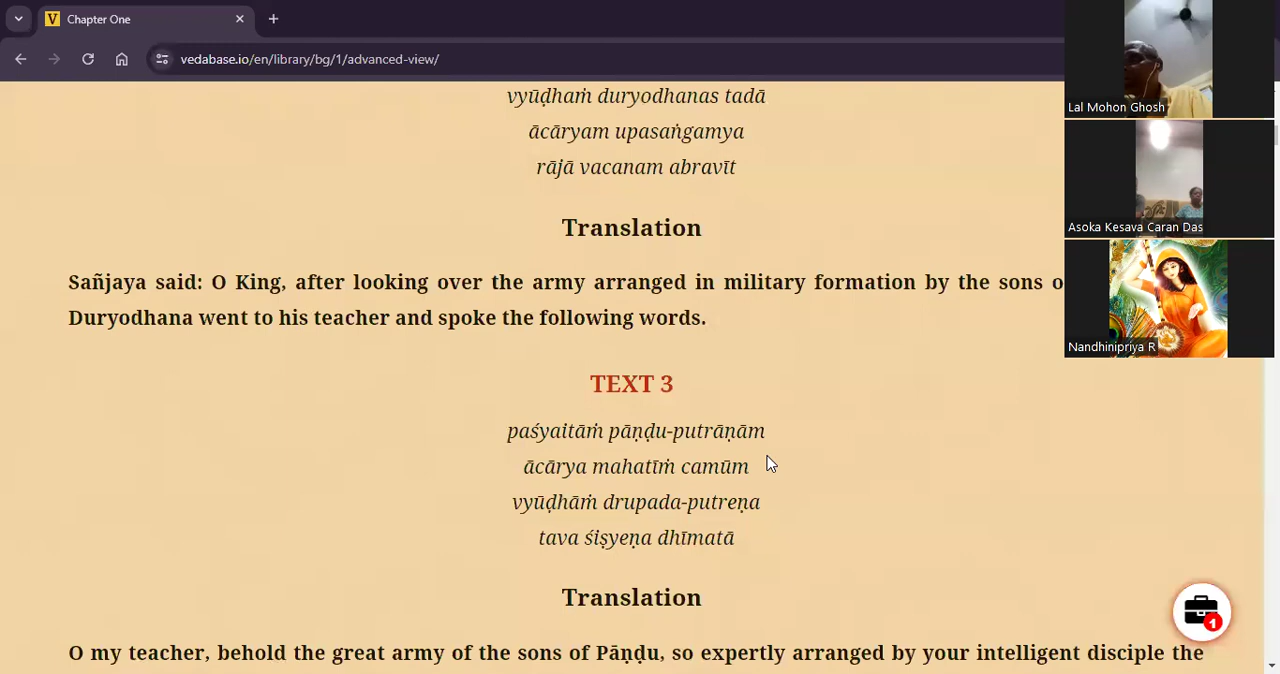 Chapter One
vedabase.io/en/library/bg/1/advanced-view/
vyūḍhaṁ duryodhanas tadā
ācāryam upasaṅgamya
rājā vacanam abravīt
Translation
Sañjaya said: O King, after looking over the army arranged in military formation by the sons o
Duryodhana went to his teacher and spoke the following words.
TEXT 3
paśyaitāṁ pāṇḍu-putrāṇām
ācārya mahatīṁ camūm
vyūḍhāṁ drupada-putreṇa
tava śiṣyeṇa dhīmatā
Translation
O my teacher, behold the great army of the sons of Pāṇḍu, so expertly arranged by your intelligent disciple the
Lal Mohon Ghosh
Asoka Kesava Caran Das
Nandhinipriya R
1